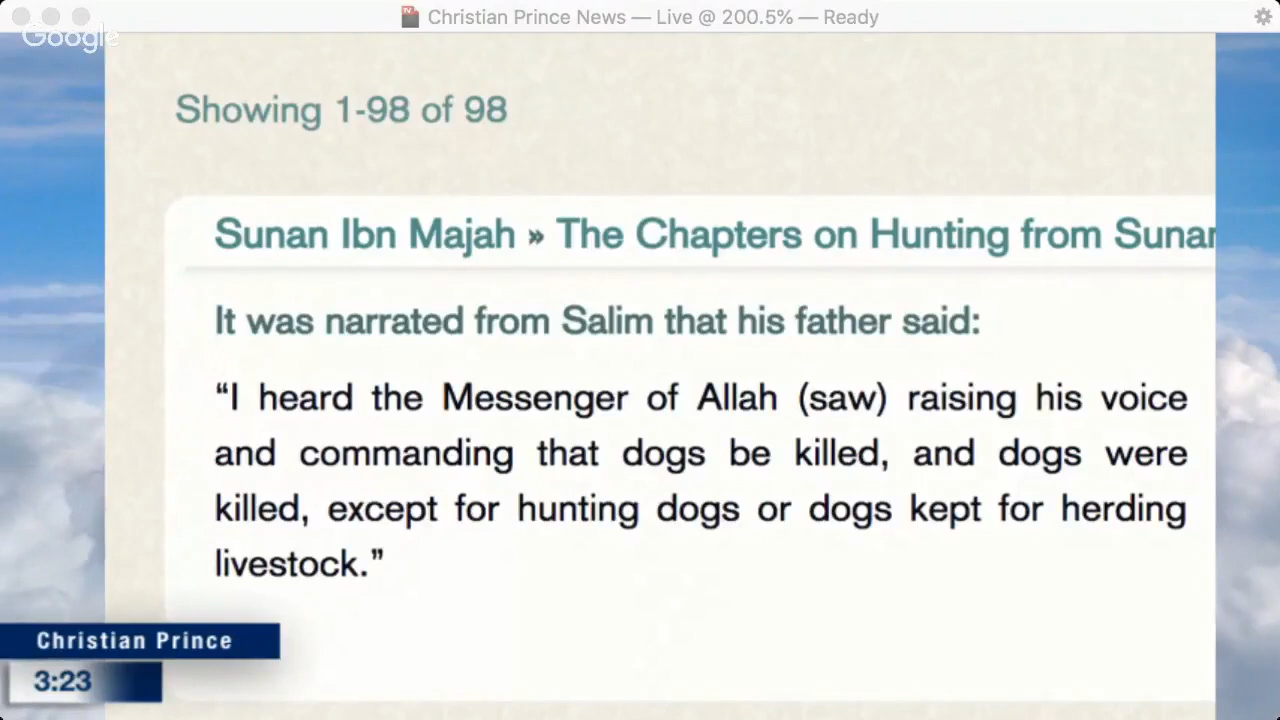 Christian Prince News — Live @ 200.5% — Ready
Google
Showing 1-98 of 98
Sunan Ibn Majah » The Chapters on Hunting from Sunan
It was narrated from Salim that his father said:
“I heard the Messenger of Allah (saw) raising his voice
and commanding that dogs be killed, and dogs were
killed, except for hunting dogs or dogs kept for herding
livestock.”
Christian Prince
3:23